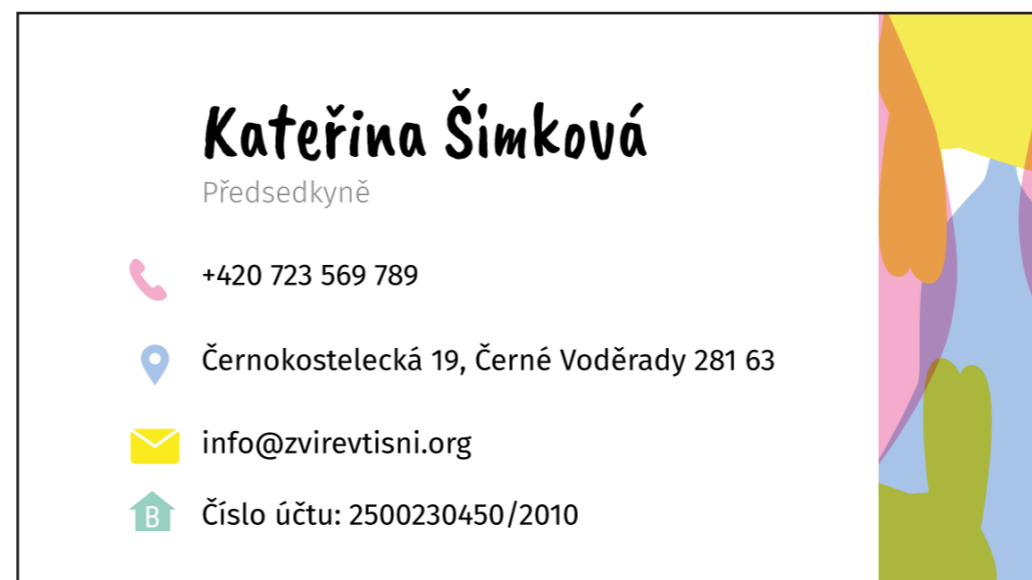 Kateřina Šimková
Předsedkyně
+420 723 569 789
Černokostelecká 19, Černé Voděrady 281 63
info@zvirevtisni.org
B Číslo účtu: 2500230450/2010